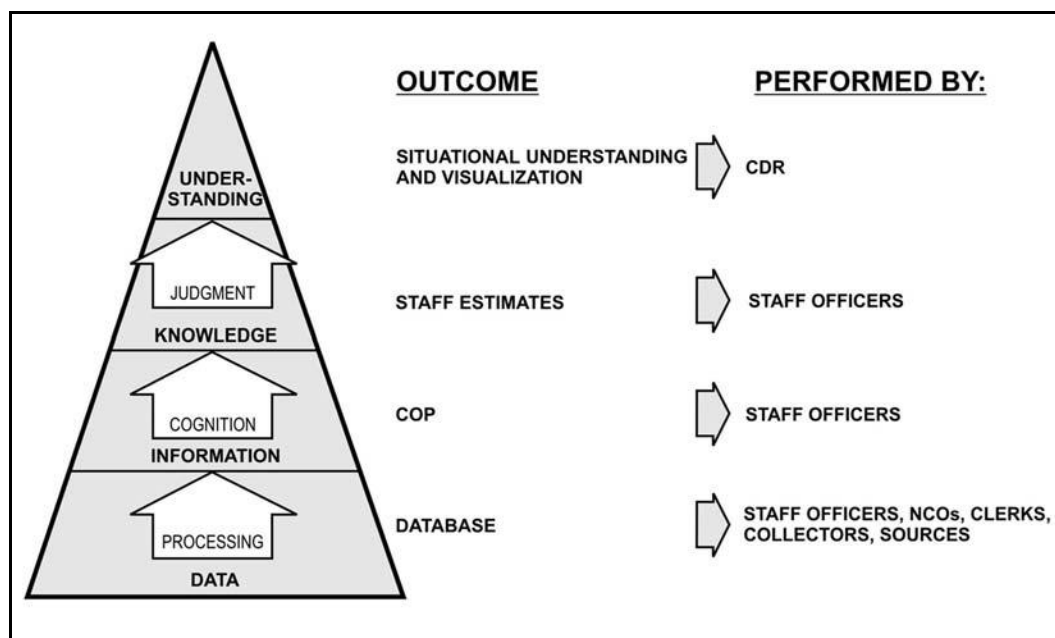 OUTCOME
PERFORMED BY:
UNDER-
STANDING
SITUATIONAL UNDERSTANDING
AND VISUALIZATION
CDR
JUDGMENT
KNOWLEDGE
STAFF ESTIMATES
STAFF OFFICERS
COGNITION
INFORMATION
COP
STAFF OFFICERS
PROCESSING
DATA
DATABASE
STAFF OFFICERS, NCOs, CLERKS,
COLLECTORS, SOURCES